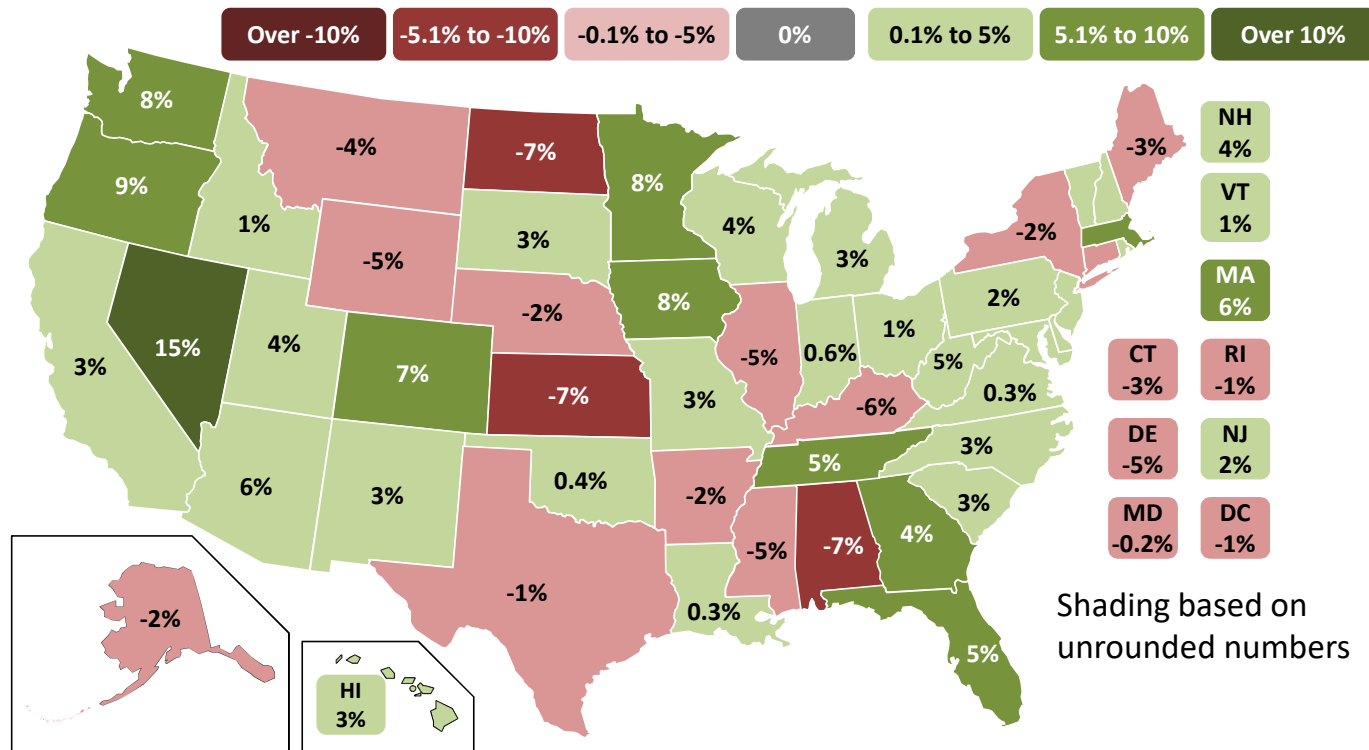 Over -10%
-5.1% to -10%
-0.1% to -5%
0%
0.1% to 5%
5.1% to 10%
Over 10%
8%
-4%
-7%
8%
-3%
NH
4%
9%
1%
3%
4%
3%
-2%
VT
1%
-5%
-2%
8%
2%
MA
6%
3%
15%
4%
7%
-7%
3%
-5%
0.6%
1%
5%
0.3%
CT
-3%
RI
-1%
-6%
6%
3%
0.4%
-2%
5%
3%
DE
-5%
NJ
2%
3%
-1%
0.3%
-5%
-7%
4%
MD
-0.2%
DC
-1%
5%
Shading based on
unrounded numbers
-2%
HI
3%